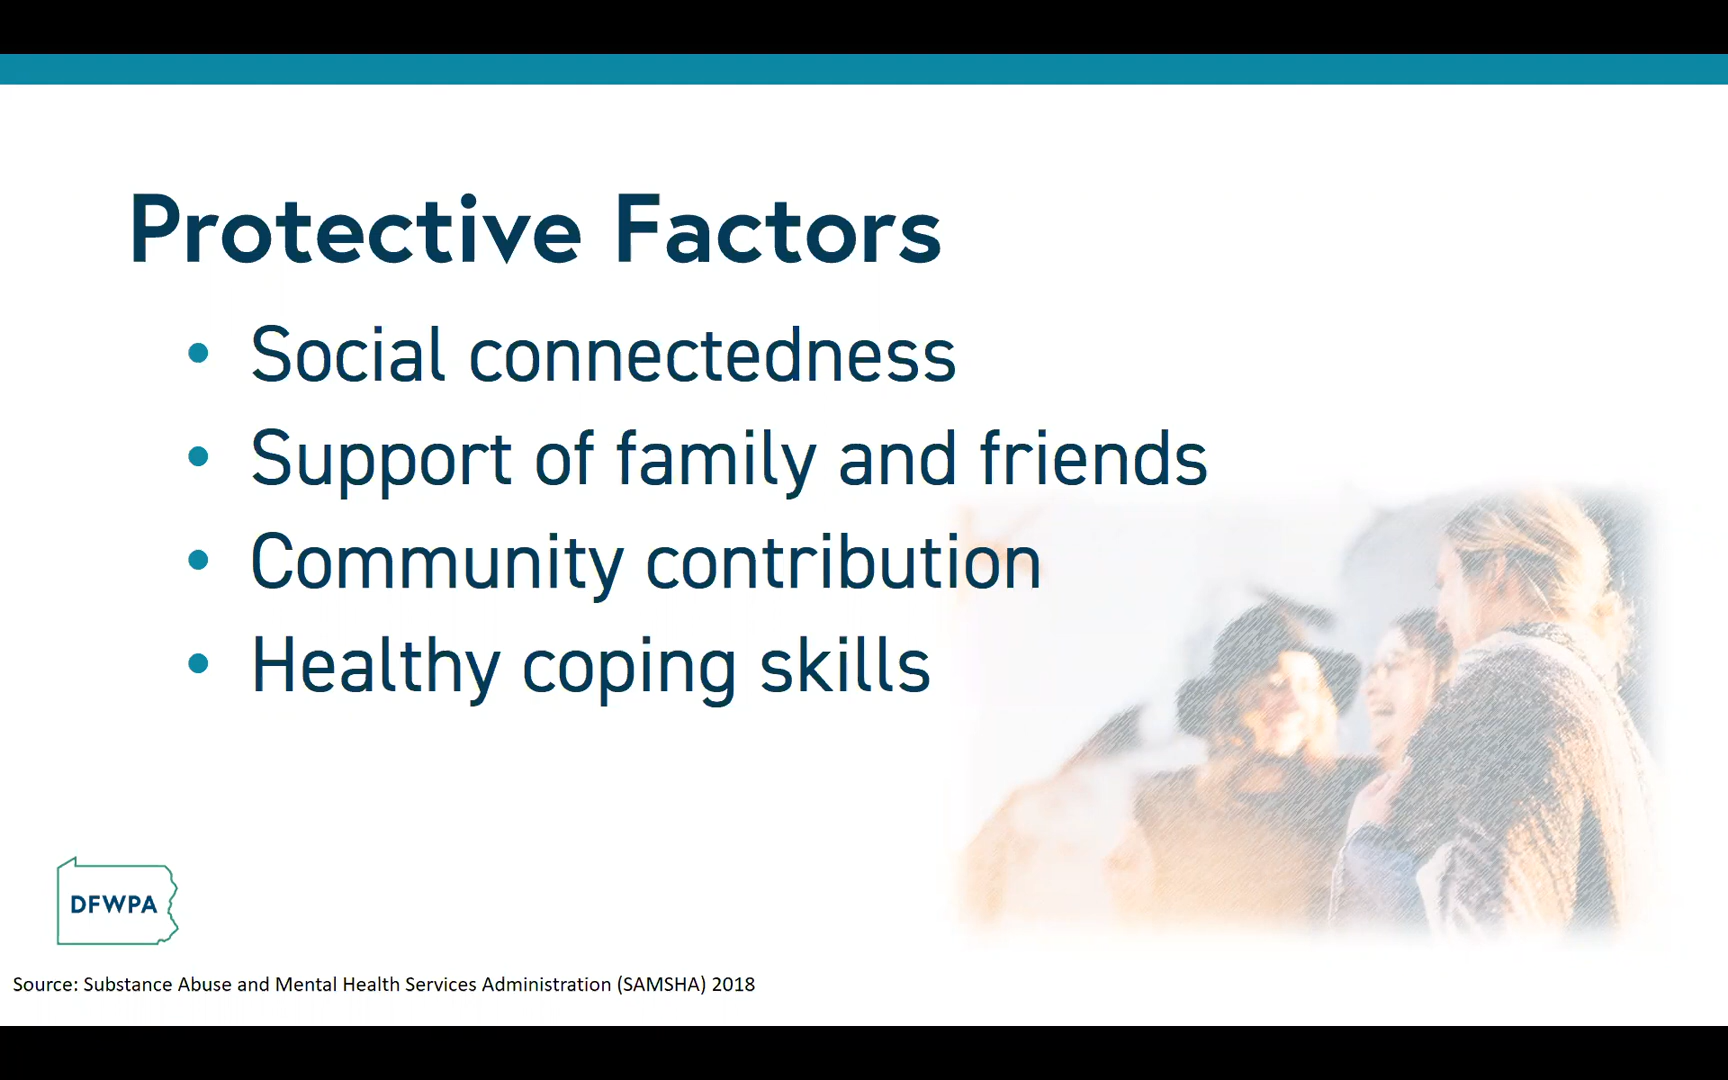 Protective Factors
• Social connectedness
• Support of family and friends
• Community contribution
• Healthy coping skills
DFWPA
Source: Substance Abuse and Mental Health Services Administration (SAMSHA) 2018